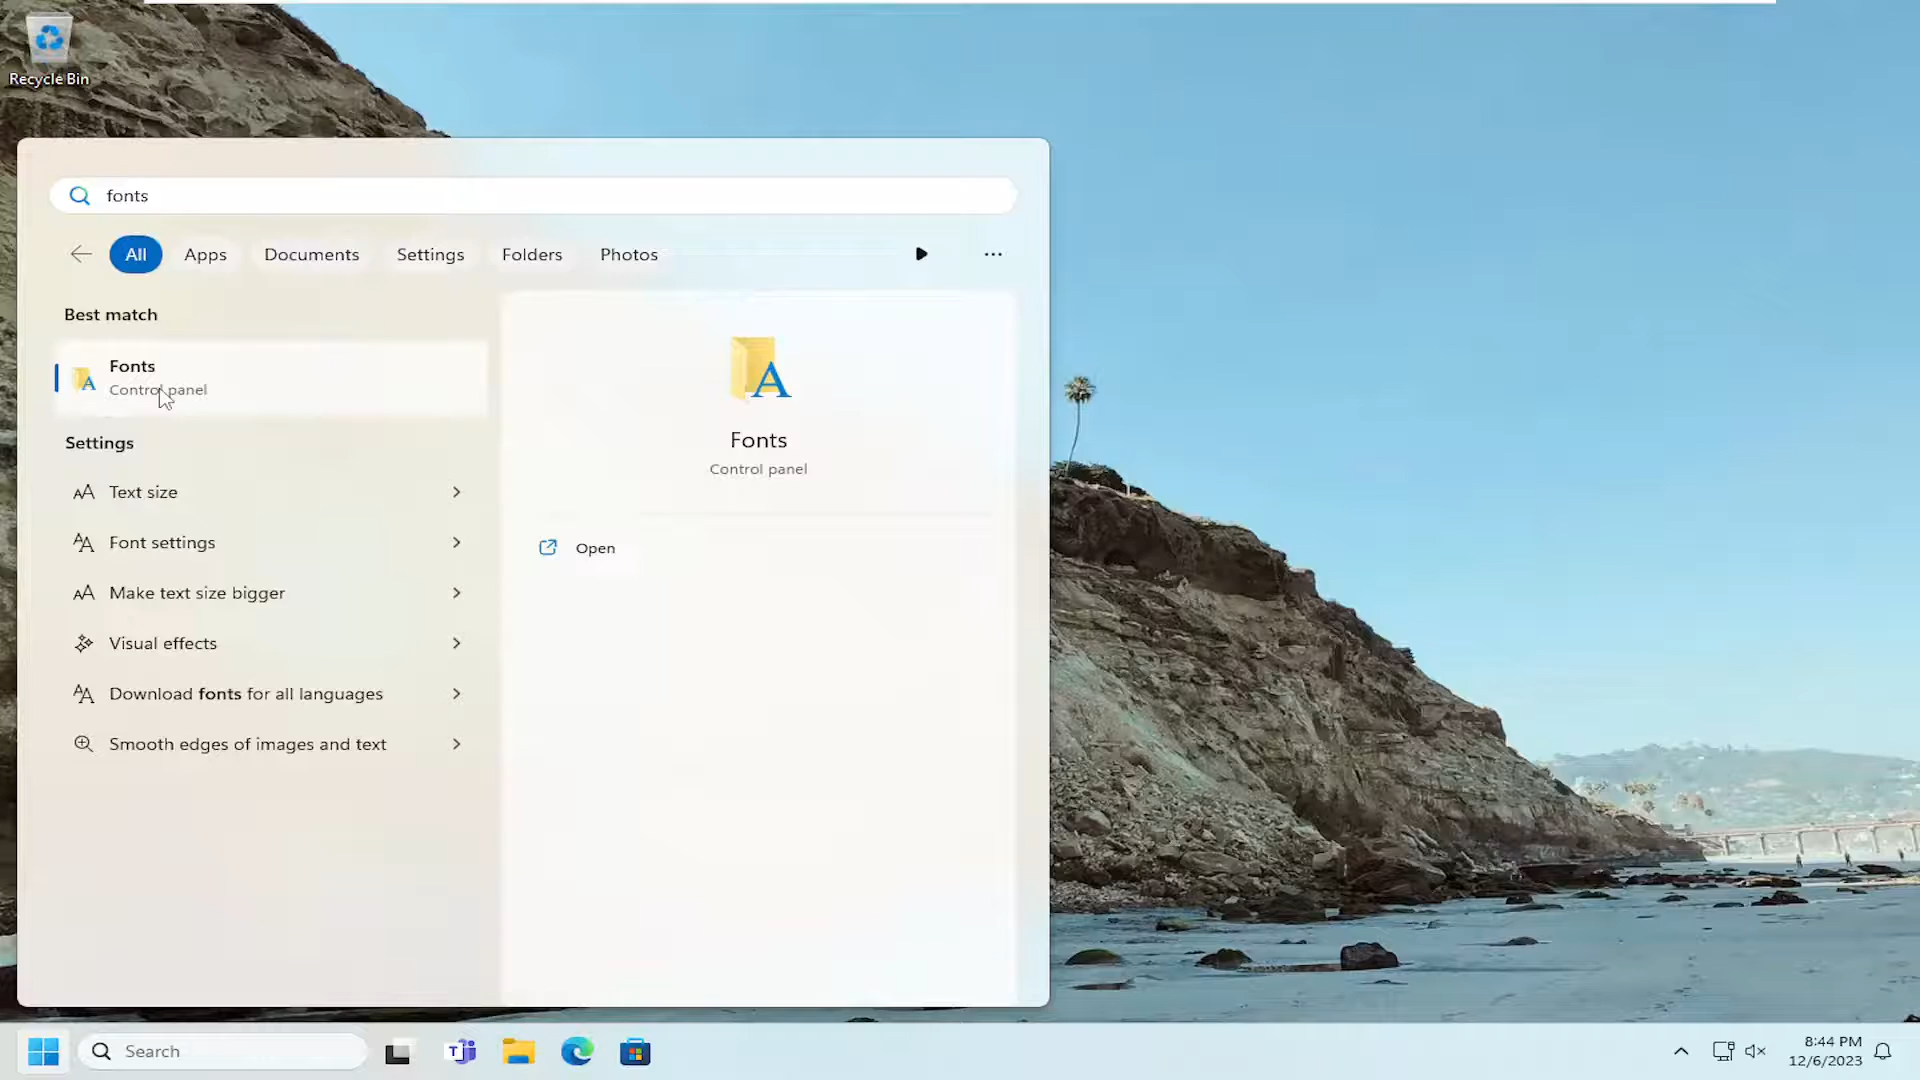 Recycle Bin
fonts
All Apps Documents Settings Folders Photos
Best match
Fonts
Control panel
Settings
Text size
Font settings
Make text size bigger
Visual effects
Download fonts for all languages
Smooth edges of images and text
Fonts
Control panel
Open
Search
8:44 PM
12/6/2023